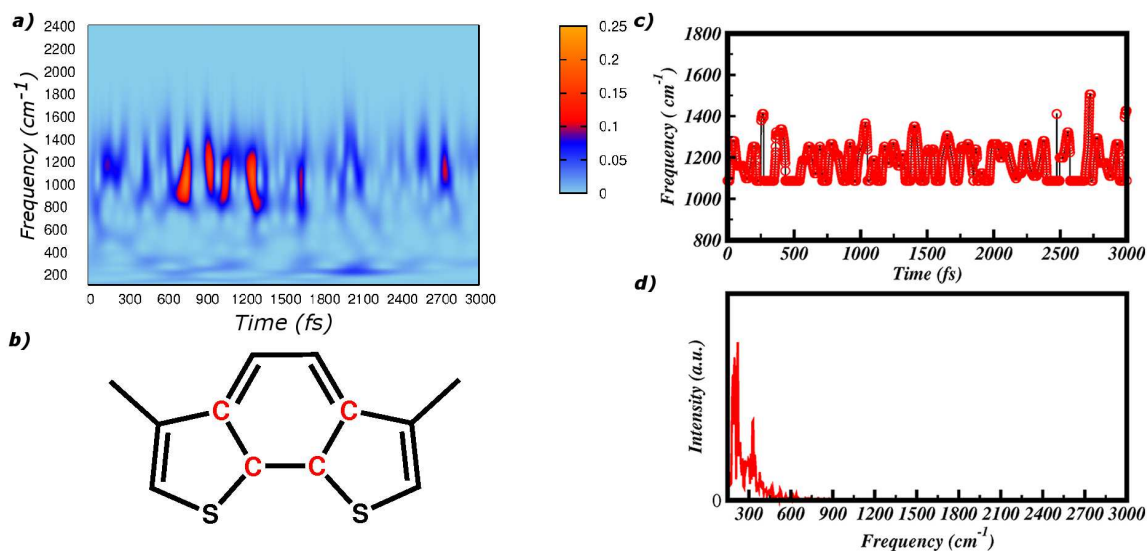 a)
2400
2200
2000
1800
1600
1400
1200
1000
800
600
400
200
Frequency (cm-1)
0 300 600 900 1200 1500 1800 2100 2400 2700 3000
Time (fs)
0.25
0.2
0.15
0.1
0.05
0
b)
C C
C C
S S
c)
1800
1600
1400
1200
1000
800
Frequency ( cm-1)
0 500 1000 1500 2000 2500 3000
Time (fs)
d)
Intensity (a.u.)
0
300 600 900 1200 1500 1800 2100 2400 2700 3000
Frequency (cm-1)